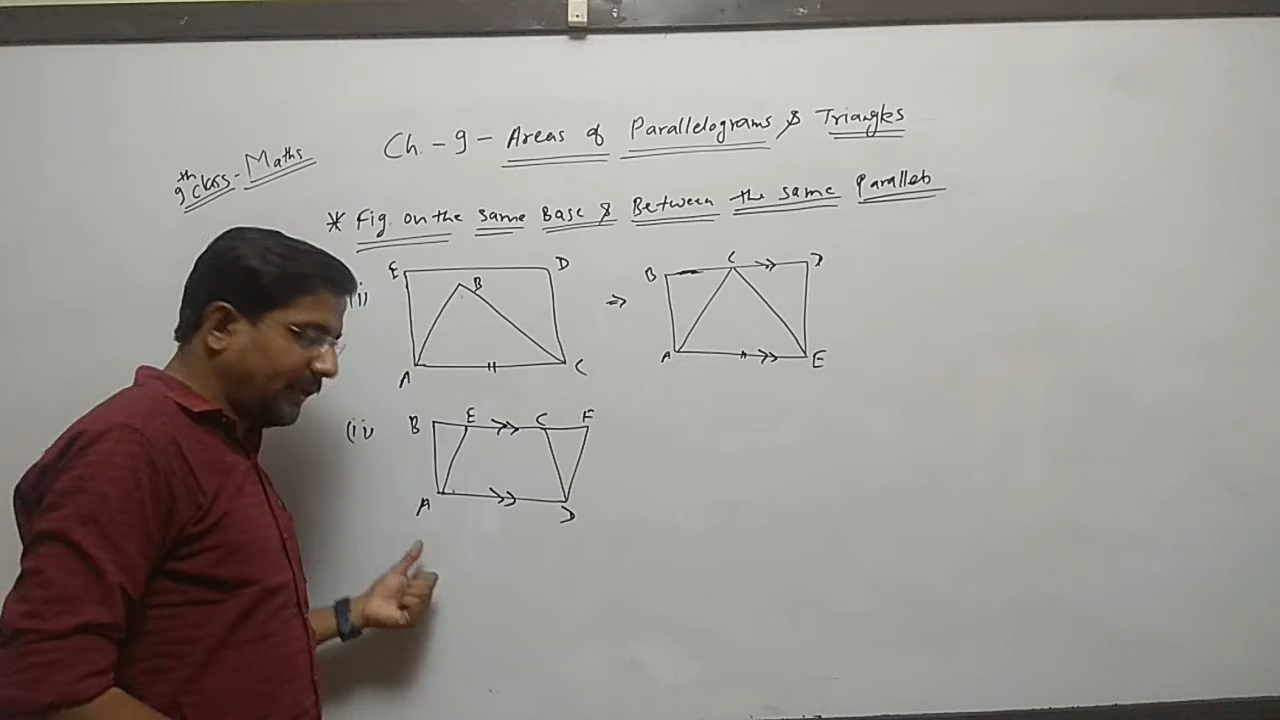 Ch. - 9 - Areas of Parallelograms & Triangles
9th class - Maths
* Fig. on the same Base & Between the same Parallels
(i)
E D
B
A C
⇒
B C D
A E
(ii)
B E C F
A D